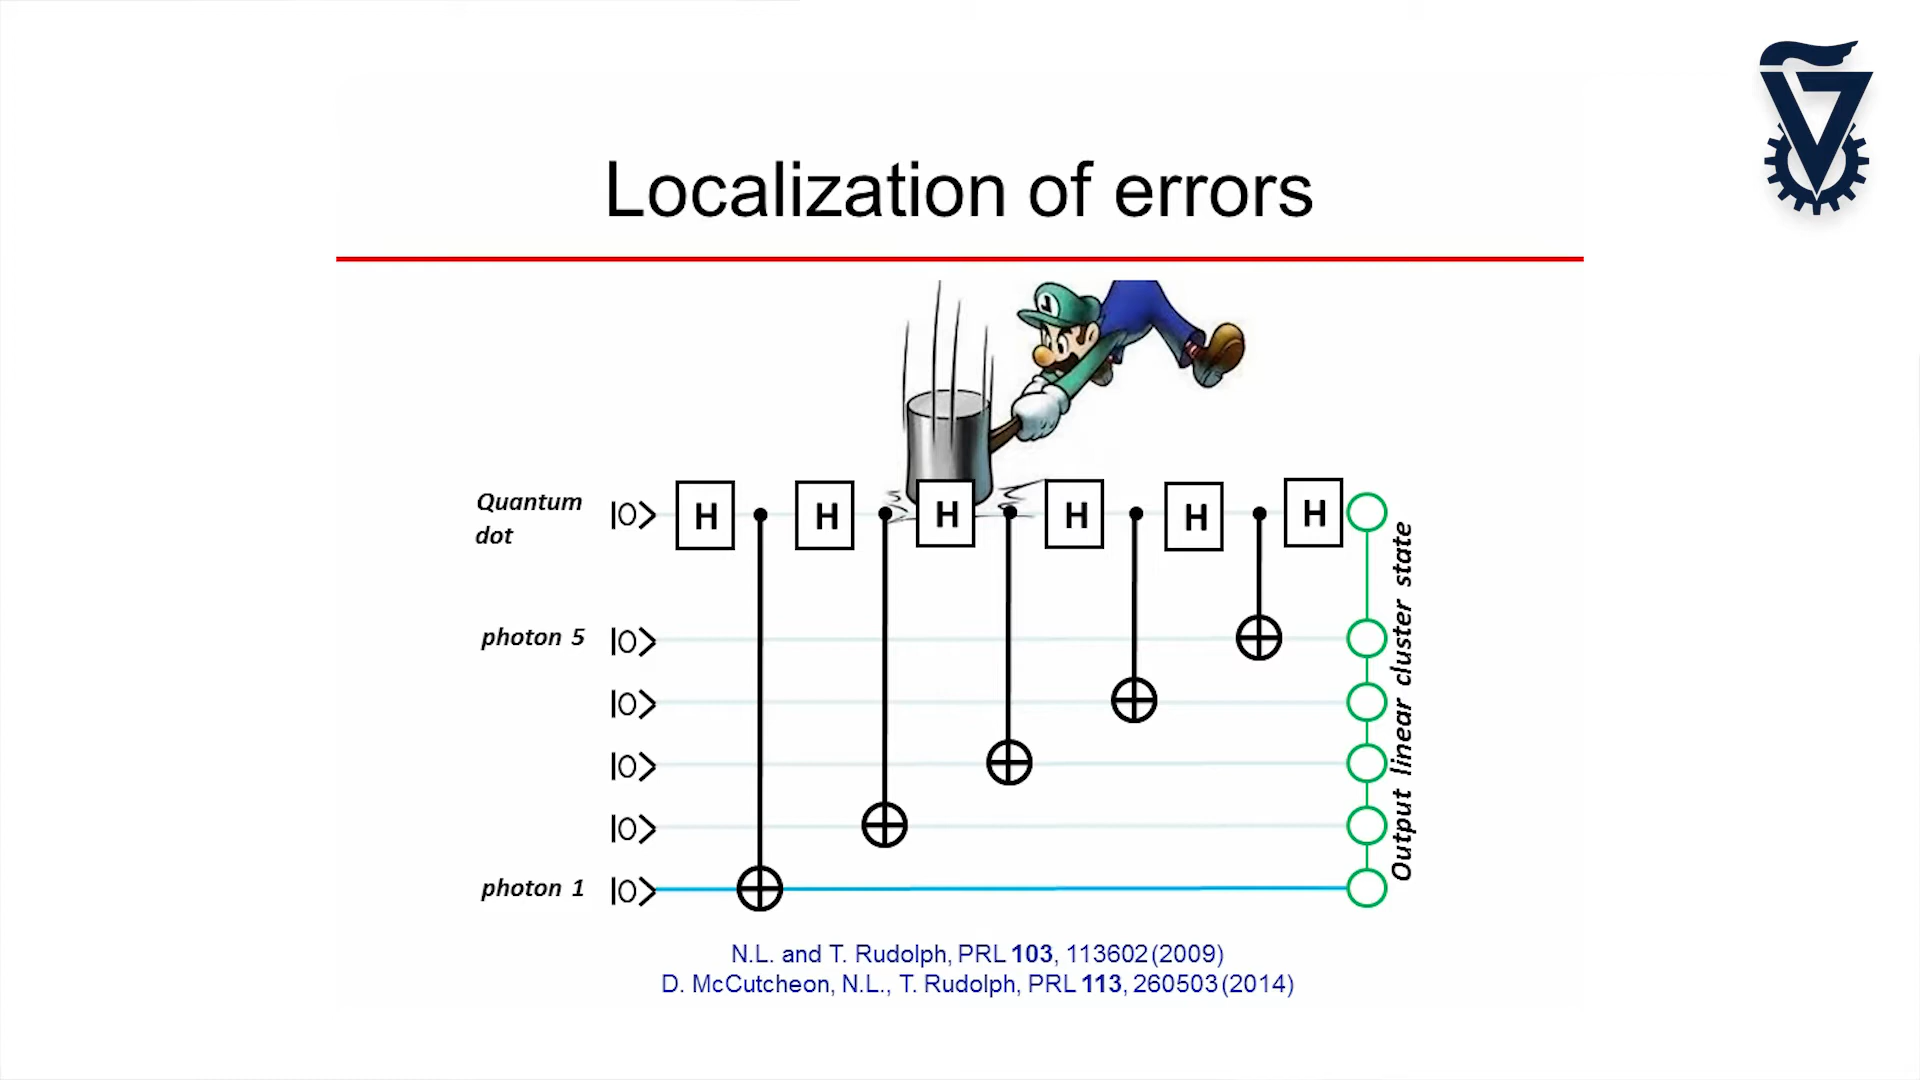 Localization of errors
L
Quantum
dot
|0>
H H H H H H
photon 5 |0>
|0>
|0>
|0>
photon 1 |0>
Output linear cluster state
N.L. and T. Rudolph, PRL 103, 113602 (2009)
D. McCutcheon, N.L., T. Rudolph, PRL 113, 260503 (2014)